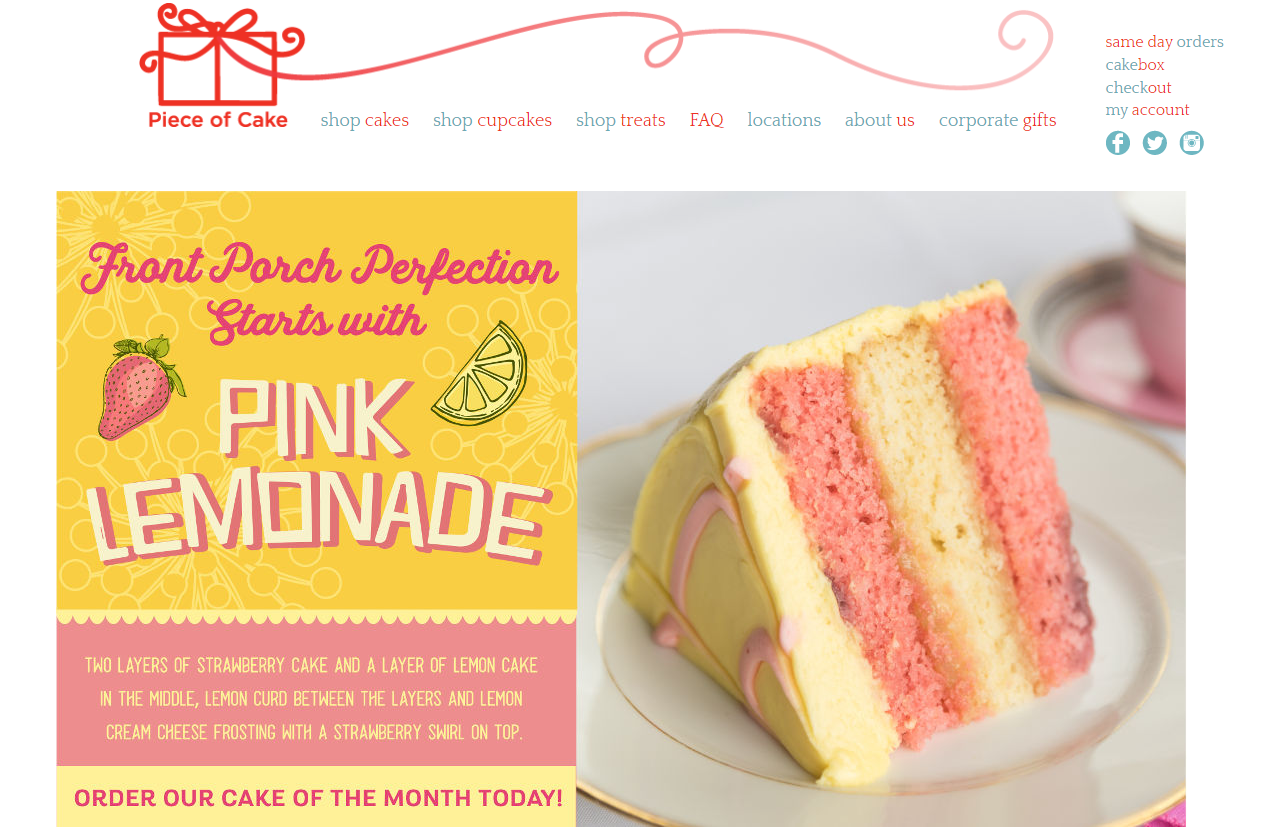 same day orders
cakebox
checkout
my account
Piece of Cake
shop cakes shop cupcakes shop treats FAQ locations about us corporate gifts
Front Porch Perfection
Starts with
PINK
LEMONADE
TWO LAYERS OF STRAWBERRY CAKE AND A LAYER OF LEMON CAKE
IN THE MIDDLE, LEMON CURD BETWEEN THE LAYERS AND LEMON
CREAM CHEESE FROSTING WITH A STRAWBERRY SWIRL ON TOP.
ORDER OUR CAKE OF THE MONTH TODAY!